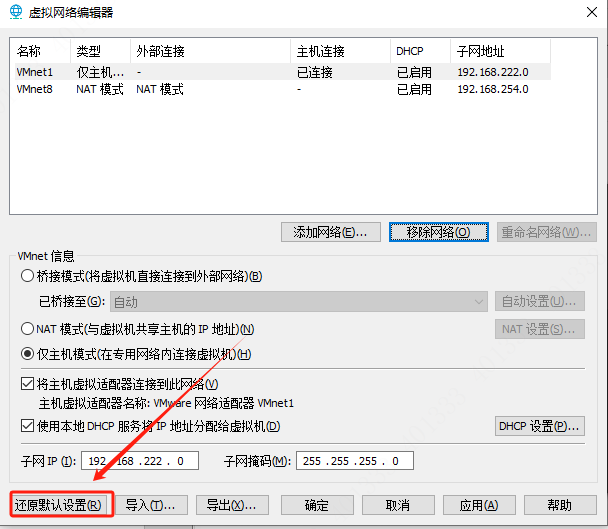 虚拟网络编辑器
名称 类型 外部连接 主机连接 DHCP 子网地址
VMnet1 仅主机... - 已连接 已启用 192.168.222.0
VMnet8 NAT 模式 NAT 模式 - 已启用 192.168.254.0
添加网络(E)... 移除网络(O) 重命名网络(W)...
VMnet 信息
桥接模式(将虚拟机直接连接到外部网络)(B)
已桥接至(G): 自动 自动设置(U)...
NAT 模式(与虚拟机共享主机的 IP 地址)(N) NAT 设置(S)...
仅主机模式(在专用网络内连接虚拟机)(H)
将主机虚拟适配器连接到此网络(V)
主机虚拟适配器名称: VMware 网络适配器 VMnet1
使用本地 DHCP 服务将 IP 地址分配给虚拟机(D) DHCP 设置(P)...
子网 IP (I): 192 .168 .222 . 0 子网掩码(M): 255 .255 .255 . 0
还原默认设置(R) 导入(T)... 导出(X)... 确定 取消 应用(A) 帮助